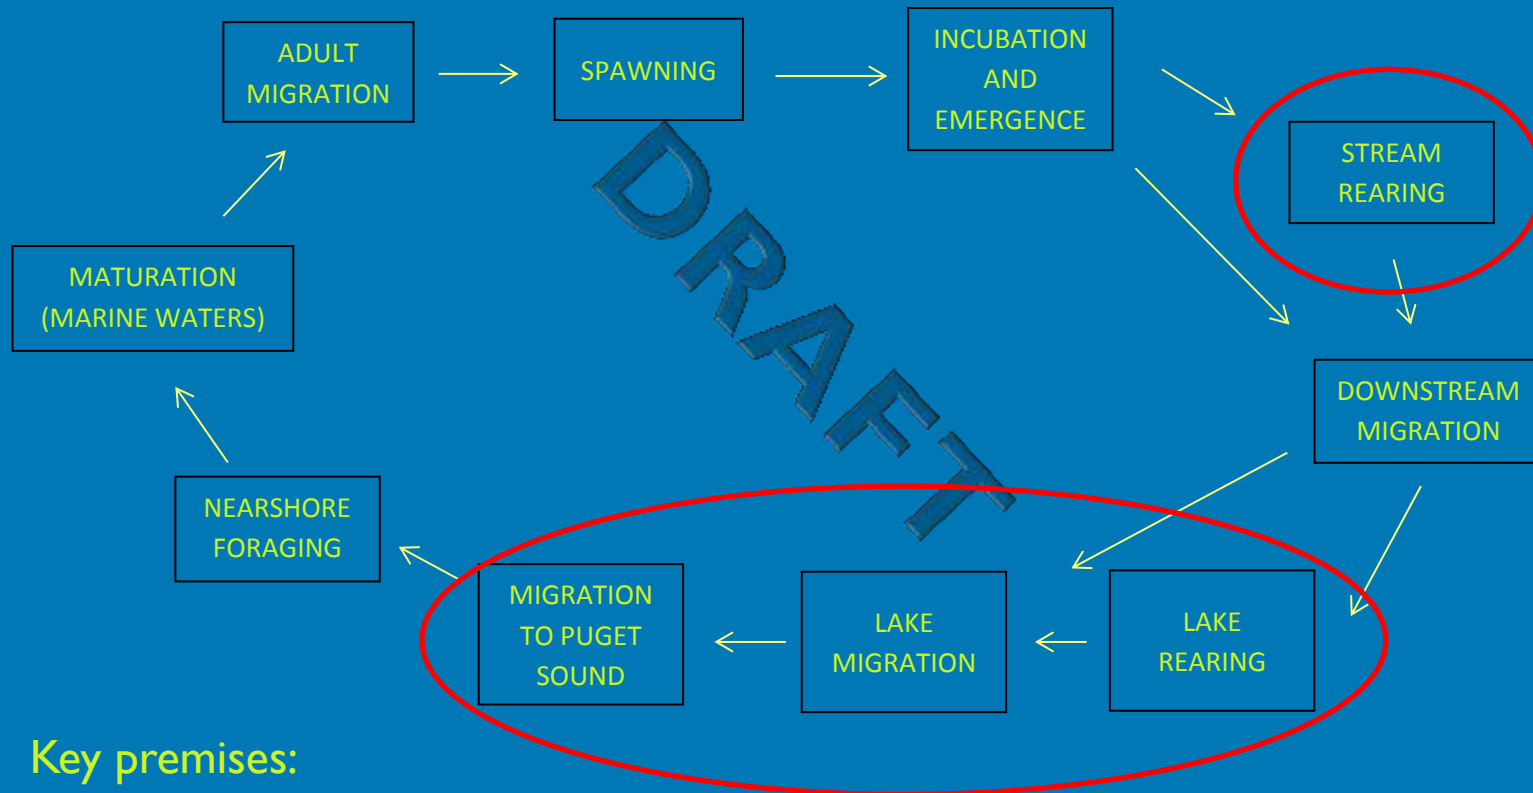 ADULT
MIGRATION
SPAWNING
INCUBATION
AND
EMERGENCE
STREAM
REARING
MATURATION
(MARINE WATERS)
DRAFT
DOWNSTREAM
MIGRATION
NEARSHORE
FORAGING
MIGRATION
TO PUGET
SOUND
LAKE
MIGRATION
LAKE
REARING
Key premises: